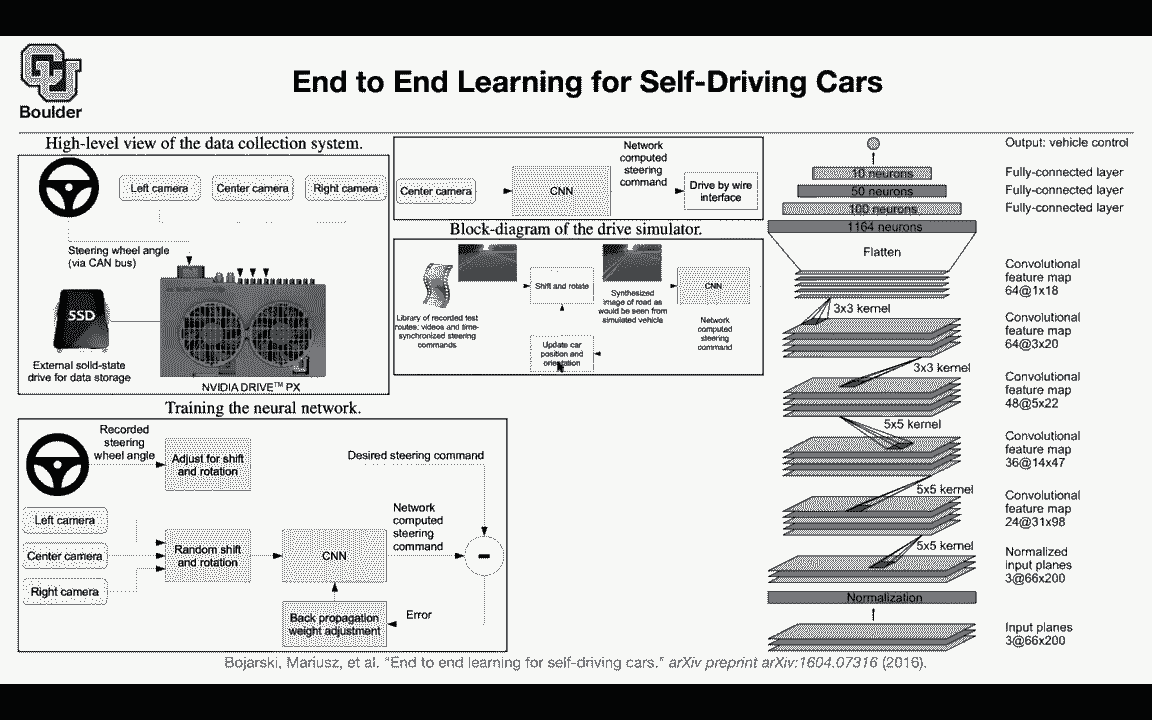 Boulder
End to End Learning for Self-Driving Cars
High-level view of the data collection system.
Left camera
Center camera
Right camera
Steering wheel angle
(via CAN bus)
SSD
External solid-state
drive for data storage
NVIDIA DRIVE™ PX
Center camera
CNN
Network
computed
steering
command
Drive by wire
interface
Block-diagram of the drive simulator.
Library of recorded test
routes: videos and time-
synchronized steering
commands
Shift and rotate
Synthesized
image of road as
would be seen from
simulated vehicle
CNN
Network
computed
steering
command
Update car
position and
orientation
Training the neural network.
Recorded
steering
wheel angle
Adjust for shift
and rotation
Desired steering command
Left camera
Center camera
Right camera
Random shift
and rotation
CNN
Network
computed
steering
command
-
Back propagation
weight adjustment
Error
Output: vehicle control
10 neurons
Fully-connected layer
50 neurons
Fully-connected layer
100 neurons
Fully-connected layer
1164 neurons
Flatten
Convolutional
feature map
64@1x18
3x3 kernel
Convolutional
feature map
64@3x20
3x3 kernel
Convolutional
feature map
48@5x22
5x5 kernel
Convolutional
feature map
36@14x47
5x5 kernel
Convolutional
feature map
24@31x98
5x5 kernel
Normalized
input planes
3@66x200
Normalization
Input planes
3@66x200
Bojarski, Mariusz, et al. “End to end learning for self-driving cars.” arXiv preprint arXiv:1604.07316 (2016).